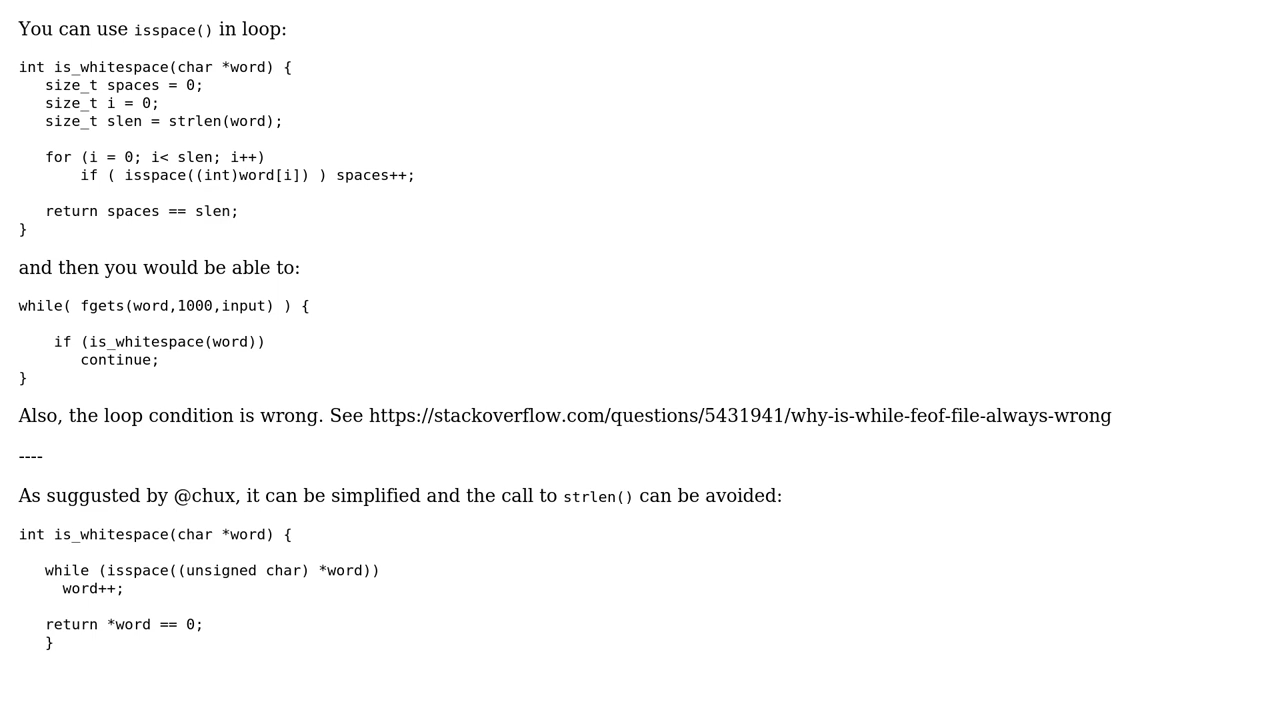 You can use isspace() in loop:
int is_whitespace(char *word) {
   size_t spaces = 0;
   size_t i = 0;
   size_t slen = strlen(word);
   for (i = 0; i< slen; i++)
       if ( isspace((int)word[i]) ) spaces++;
   return spaces == slen;
}
and then you would be able to:
while( fgets(word,1000,input) ) {
    if (is_whitespace(word))
       continue;
}
Also, the loop condition is wrong. See https://stackoverflow.com/questions/5431941/why-is-while-feof-file-always-wrong
----
As suggusted by @chux, it can be simplified and the call to strlen() can be avoided:
int is_whitespace(char *word) {
   while (isspace((unsigned char) *word))
     word++;
   return *word == 0;
   }